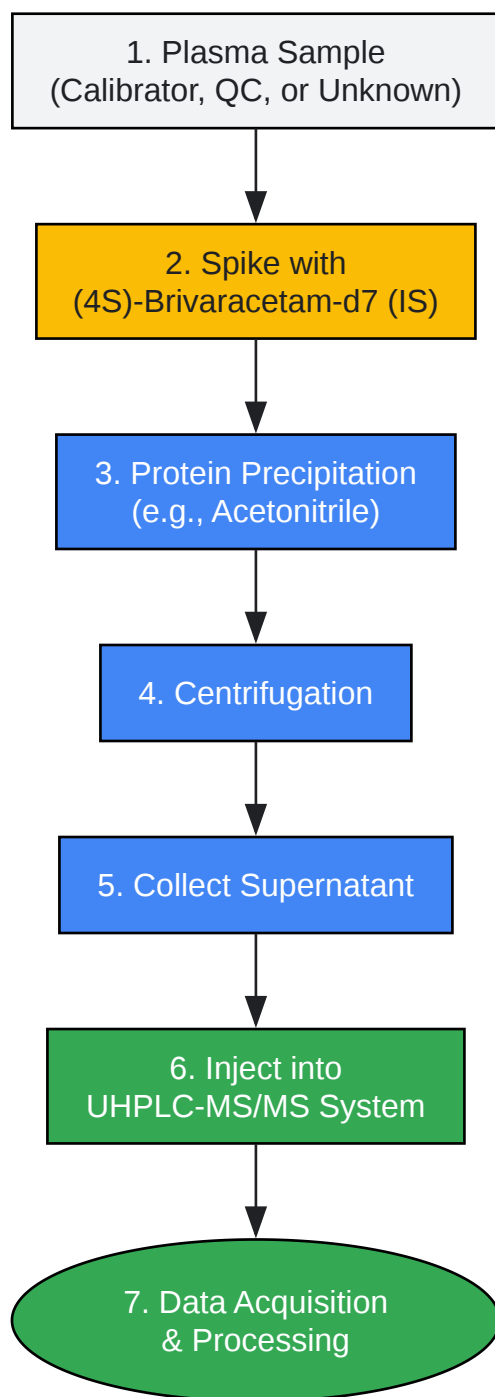 1. Plasma Sample
(Calibrator, QC, or Unknown)
2. Spike with
(4S)-Brivaracetam-d7 (IS)
3. Protein Precipitation
(e.g., Acetonitrile)
4. Centrifugation
5. Collect Supernatant
6. Inject into
UHPLC-MS/MS System
7. Data Acquisition
& Processing